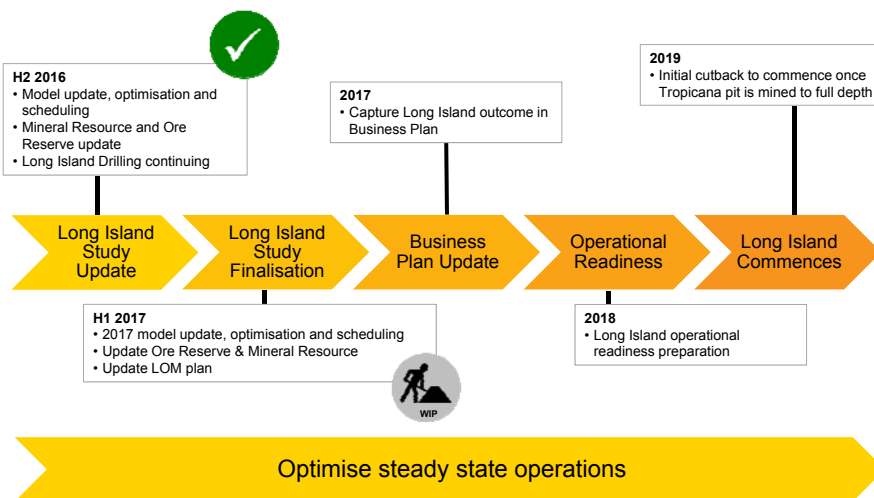 H2 2016
• Model update, optimisation and
scheduling
• Mineral Resource and Ore
Reserve update
• Long Island Drilling continuing
2017
• Capture Long Island outcome in
Business Plan
2019
• Initial cutback to commence once
Tropicana pit is mined to full depth
Long Island
Study
Update
Long Island
Study
Finalisation
Business
Plan Update
Operational
Readiness
Long Island
Commences
H1 2017
• 2017 model update, optimisation and scheduling
• Update Ore Reserve & Mineral Resource
• Update LOM plan
WIP
2018
• Long Island operational
readiness preparation
Optimise steady state operations